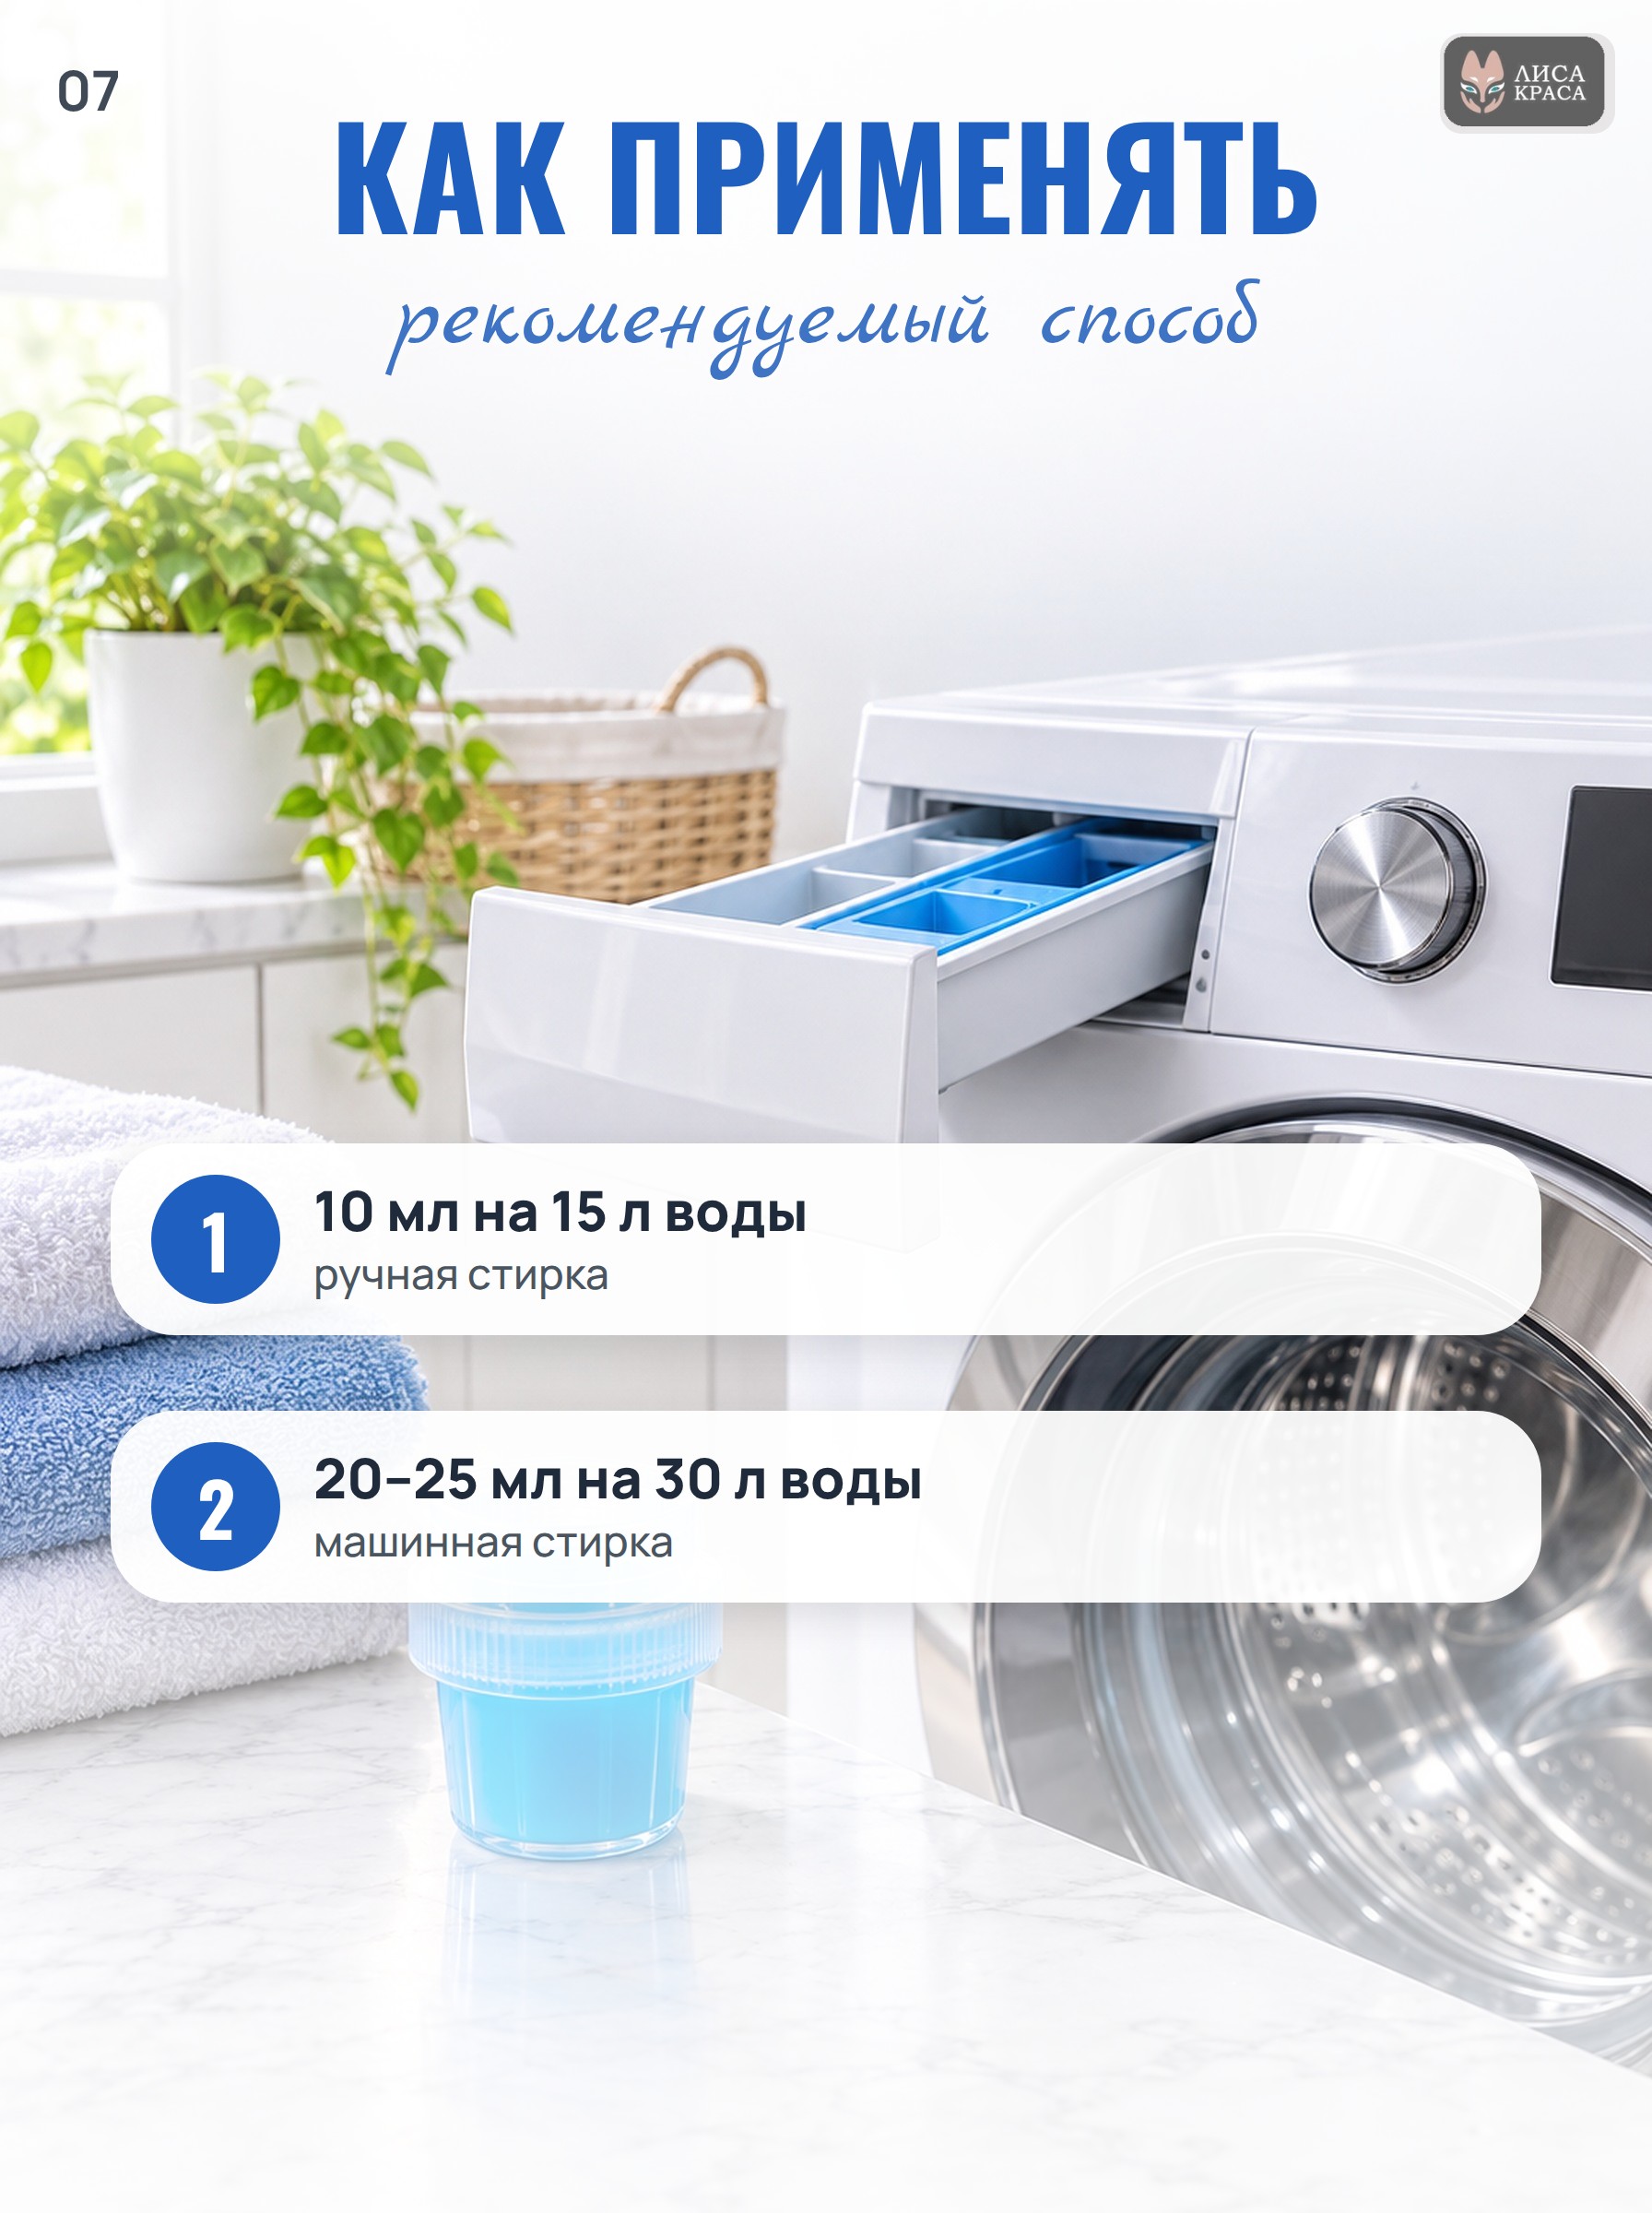 07
ЛИСА
КРАСА
КАК ПРИМЕНЯТЬ
рекомендуемый способ
1
10 мл на 15 л воды
ручная стирка
2
20–25 мл на 30 л воды
машинная стирка